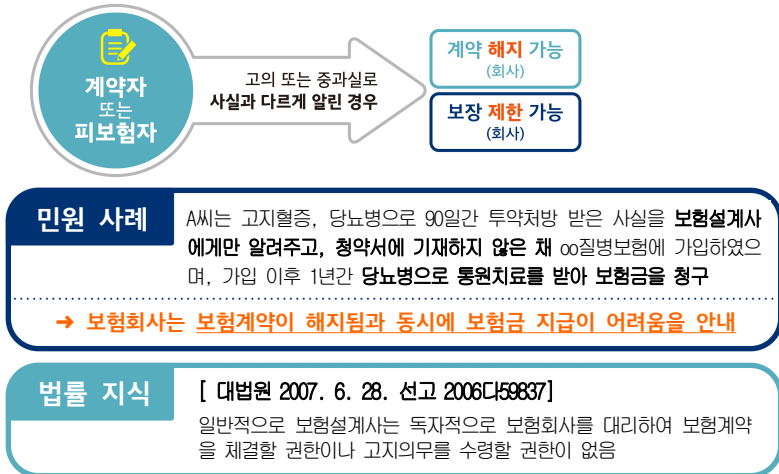 계약자
또는
피보험자
고의 또는 중과실로
사실과 다르게 알린 경우
계약 해지 가능
(회사)
보장 제한 가능
(회사)
민원 사례
A씨는 고지혈증, 당뇨병으로 90일간 투약처방 받은 사실을 보험설계사
에게만 알려주고, 청약서에 기재하지 않은 채 oo질병보험에 가입하였으
며, 가입 이후 1년간 당뇨병으로 통원치료를 받아 보험금을 청구
➜ 보험회사는 보험계약이 해지됨과 동시에 보험금 지급이 어려움을 안내
법률 지식
[ 대법원 2007. 6. 28. 선고 2006다59837]
일반적으로 보험설계사는 독자적으로 보험회사를 대리하여 보험계약
을 체결할 권한이나 고지의무를 수령할 권한이 없음